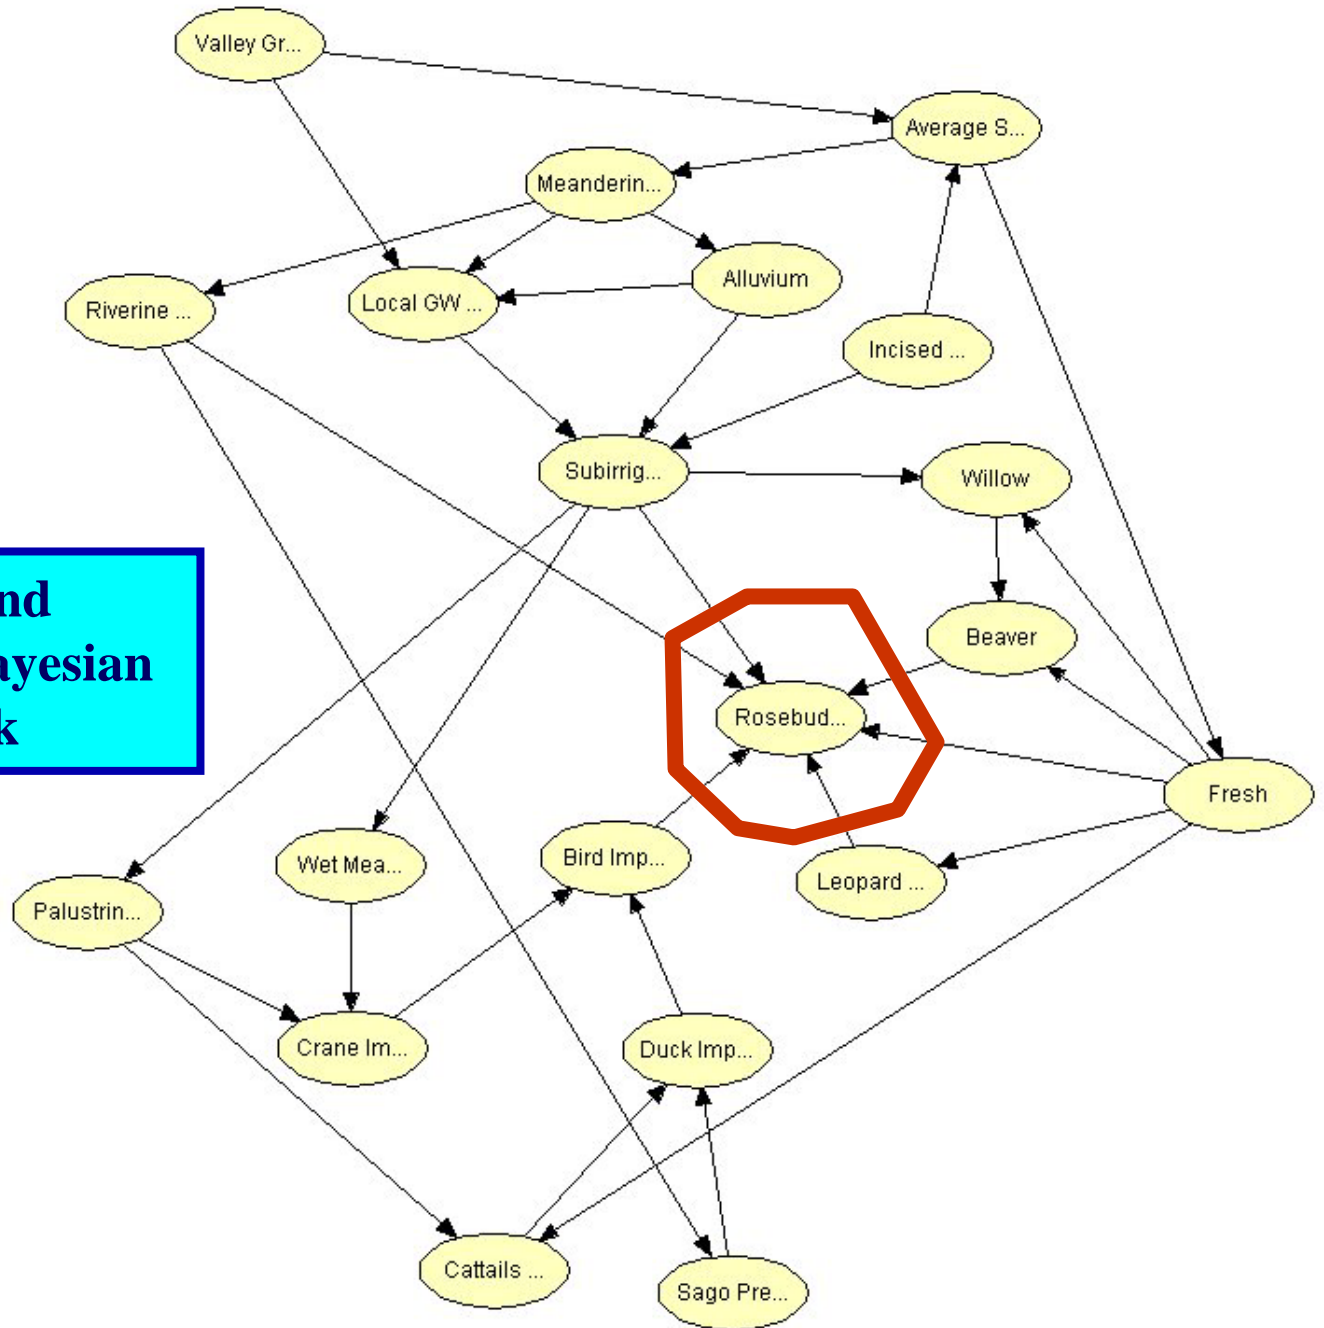 Valley Gr...
Average S...
Meanderin...
Alluvium
Riverine ...
Local GW ...
Incised ...
Subirrig...
Willow
nd
ayesian
k
Beaver
Rosebud...
Fresh
Bird Imp...
Wet Mea...
Leopard ...
Palustrin...
Crane Im...
Duck Imp...
Cattails ...
Sago Pre...